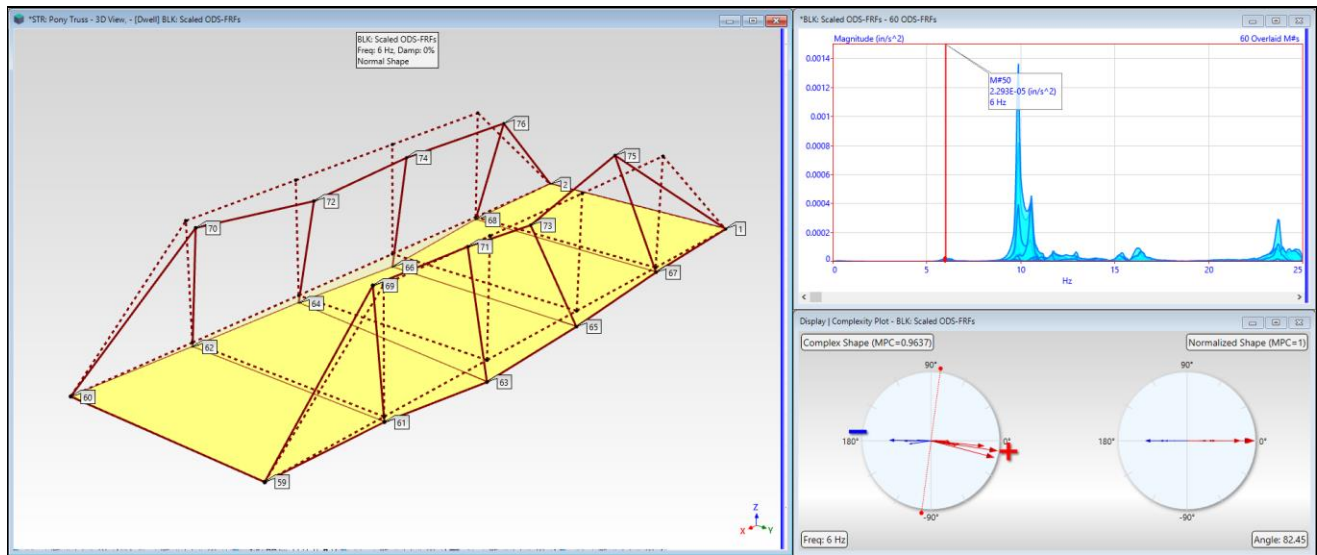 *STR: Pony Truss - 3D View, - [Dwell] BLK: Scaled ODS-FRFs
BLK: Scaled ODS-FRFs
Freq: 6 Hz, Damp: 0%
Normal Shape
76
75
74
2
72
70
68
73
1
71
66
67
69
64
65
62
63
60
61
59
Z
X
Y
*BLK: Scaled ODS-FRFs - 60 ODS-FRFs
Magnitude (in/s^2)
60 Overlaid M#s
0.0014
0.0012
0.001
0.0008
0.0006
0.0004
0.0002
0
M#50
2.293E-05 (in/s^2)
6 Hz
0
5
10
15
20
25
Hz
Display | Complexity Plot - BLK: Scaled ODS-FRFs
Complex Shape (MPC=0.9637)
Normalized Shape (MPC=1)
90°
90°
180°
0°
180°
0°
-90°
-90°
Freq: 6 Hz
Angle: 82.45